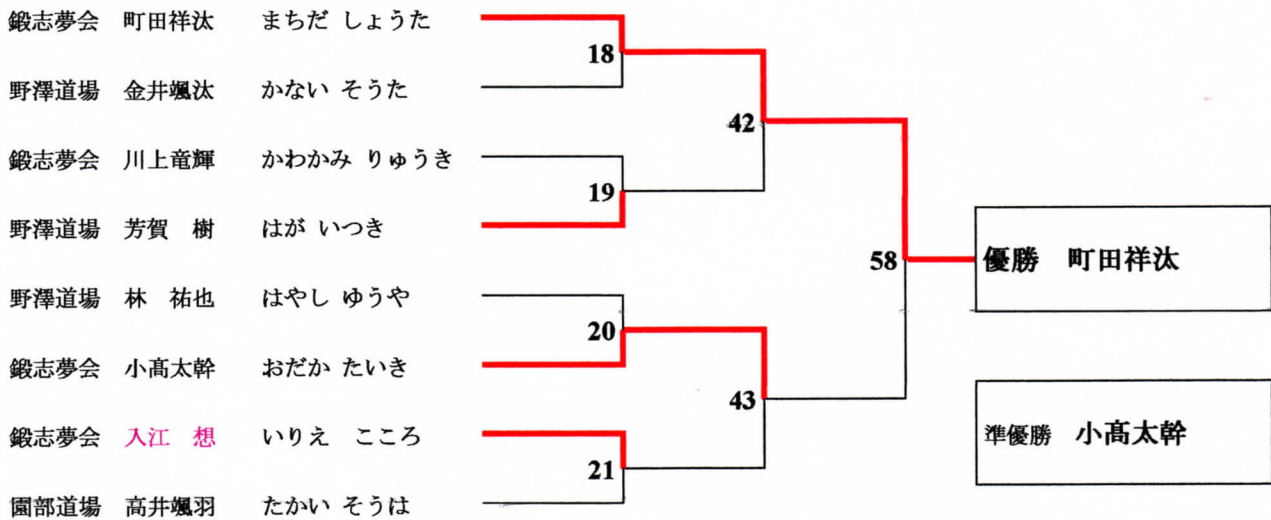 鍛志夢会 町田祥汰 まちだ しょうた
18
野澤道場 金井颯汰 かない そうた
42
鍛志夢会 川上竜輝 かわかみ りゅうき
19
野澤道場 芳賀 樹 はが いつき
58
優勝 町田祥汰
野澤道場 林 祐也 はやし ゆうや
20
鍛志夢会 小髙太幹 おだか たいき
43
鍛志夢会 入江 想 いりえ こころ
準優勝 小髙太幹
21
園部道場 高井颯羽 たかい そうは